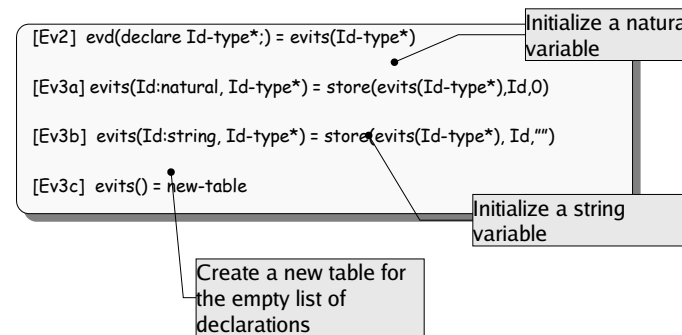 Initialize a natura
variable
[Ev2] evd(declare Id-type*;) = evits(Id-type*)
[Ev3a] evits(Id:natural, Id-type*) = store(evits(Id-type*),Id,0)
[Ev3b] evits(Id:string, Id-type*) = store(evits(Id-type*), Id,"")
[Ev3c] evits() = new-table
Initialize a string
variable
Create a new table for
the empty list of
declarations